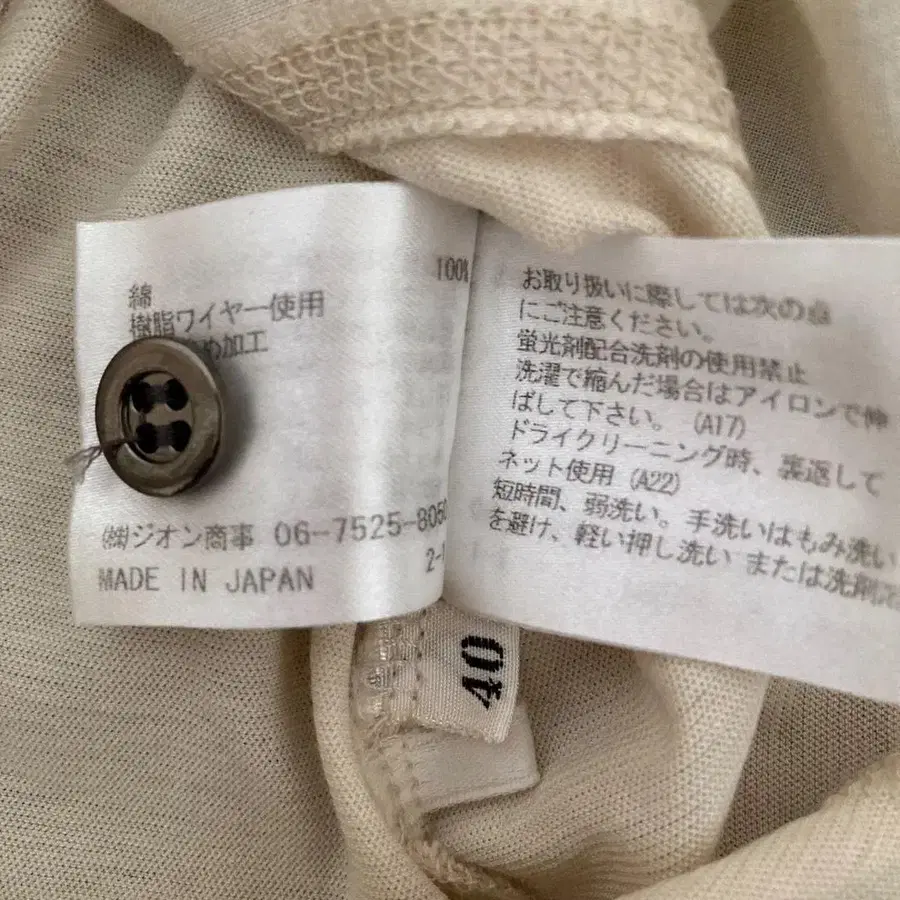 綿 100%
樹脂ワイヤー使用
め加工
㈱ジオン商事 06-7525-805
MADE IN JAPAN 2-
お取り扱いに際しては次の点
にご注意ください。
蛍光剤配合洗剤の使用禁止
洗濯で縮んだ場合はアイロンで伸
ばして下さい。(A17)
ドライクリーニング時、裏返して
ネット使用 (A22)
短時間、弱洗い。手洗いはもみ洗い
を避け、軽い押し洗い または洗剤
40